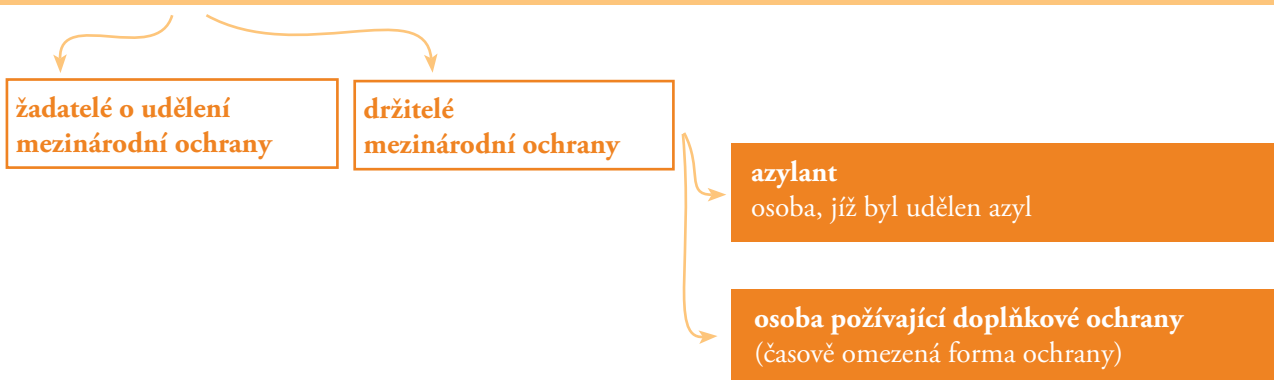 žadatelé o udělení
mezinárodní ochrany
držitelé
mezinárodní ochrany
azylant
osoba, jíž byl udělen azyl
osoba požívající doplňkové ochrany
(časově omezená forma ochrany)